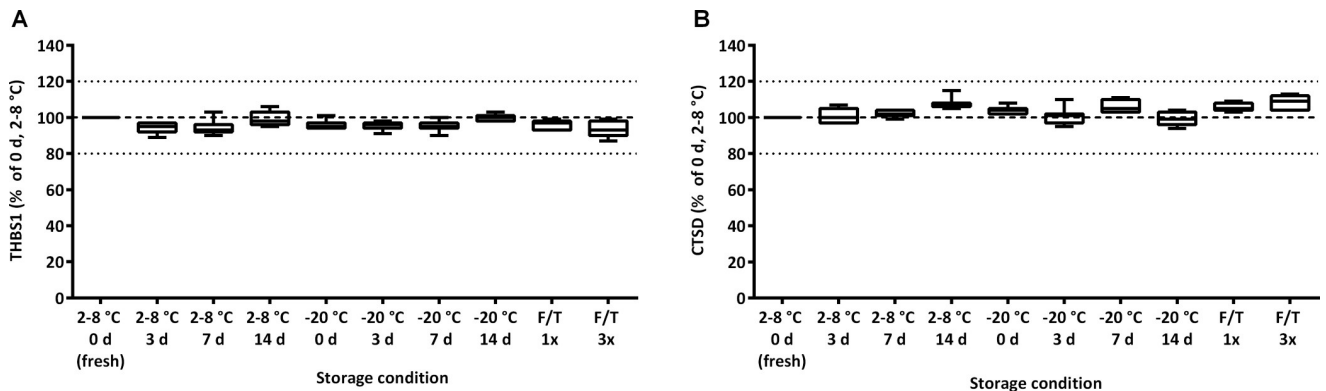 A
THBS1 (% of 0 d, 2-8 °C)
140
120
100
80
60
40
20
0
2-8 °C 2-8 °C 2-8 °C 2-8 °C -20 °C -20 °C -20 °C -20 °C F/T F/T
0 d 3 d 7 d 14 d 0 d 3 d 7 d 14 d 1x 3x
(fresh)
Storage condition
B
CTSD (% of 0 d, 2-8 °C)
140
120
100
80
60
40
20
0
2-8 °C 2-8 °C 2-8 °C 2-8 °C -20 °C -20 °C -20 °C -20 °C F/T F/T
0 d 3 d 7 d 14 d 0 d 3 d 7 d 14 d 1x 3x
(fresh)
Storage condition